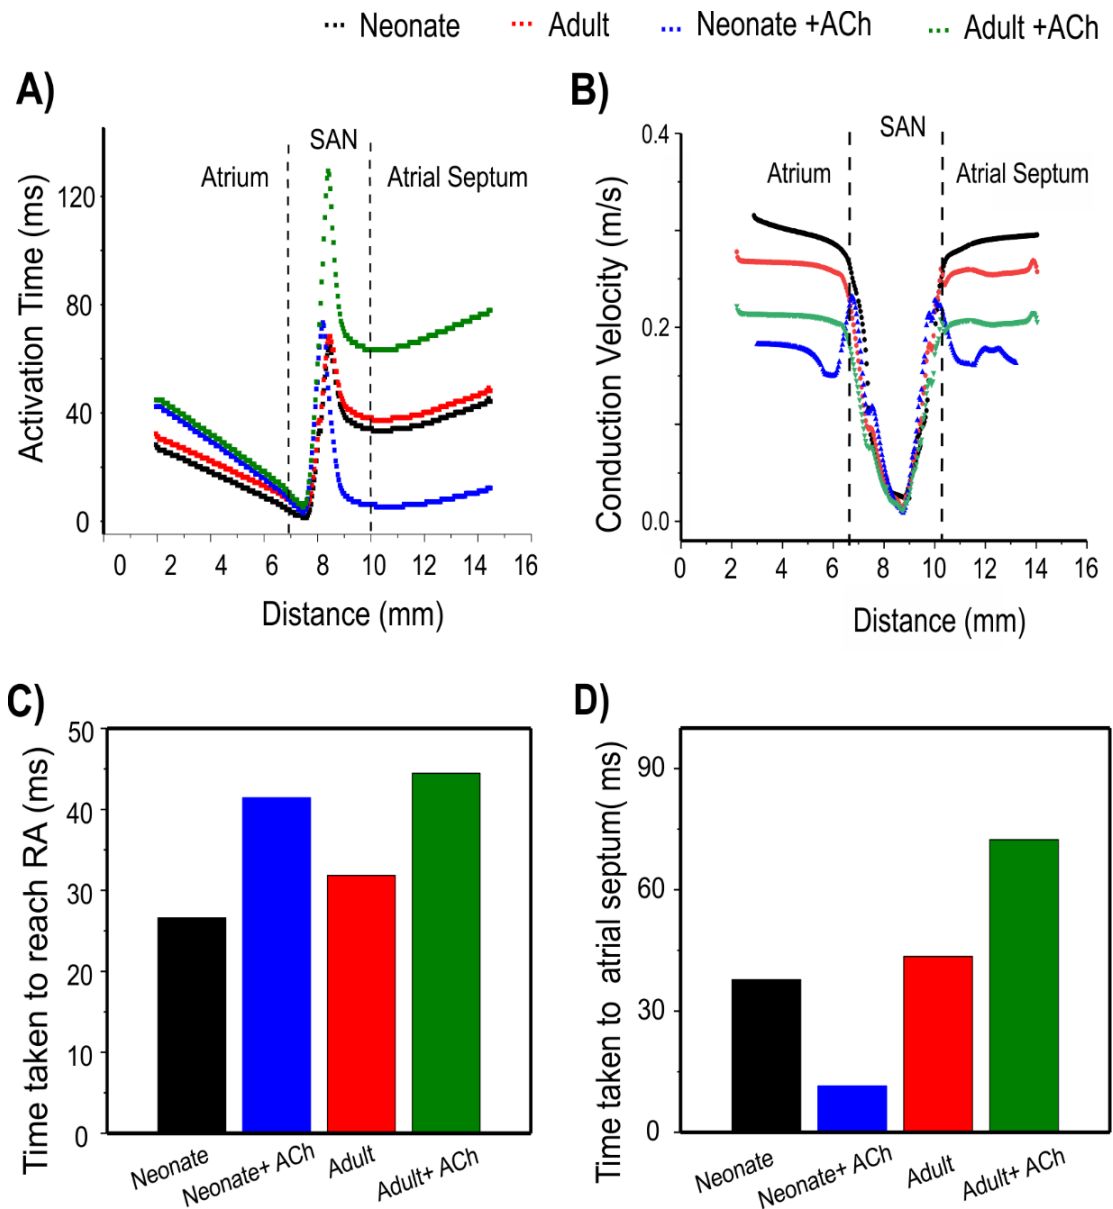 Neonate Adult Neonate +ACh Adult +ACh
A)
SAN
Atrium Atrial Septum
Activation Time (ms)
120
80
40
0
0 2 4 6 8 10 12 14 16
Distance (mm)
B)
SAN
Atrium Atrial Septum
Conduction Velocity (m/s)
0.4
0.2
0.0
0 2 4 6 8 10 12 14 16
Distance (mm)
C)
Time taken to reach RA (ms)
50
40
30
20
10
0
Neonate Neonate+ ACh Adult Adult+ ACh
D)
Time taken to atrial septum( ms)
90
60
30
0
Neonate Neonate+ ACh Adult Adult+ ACh